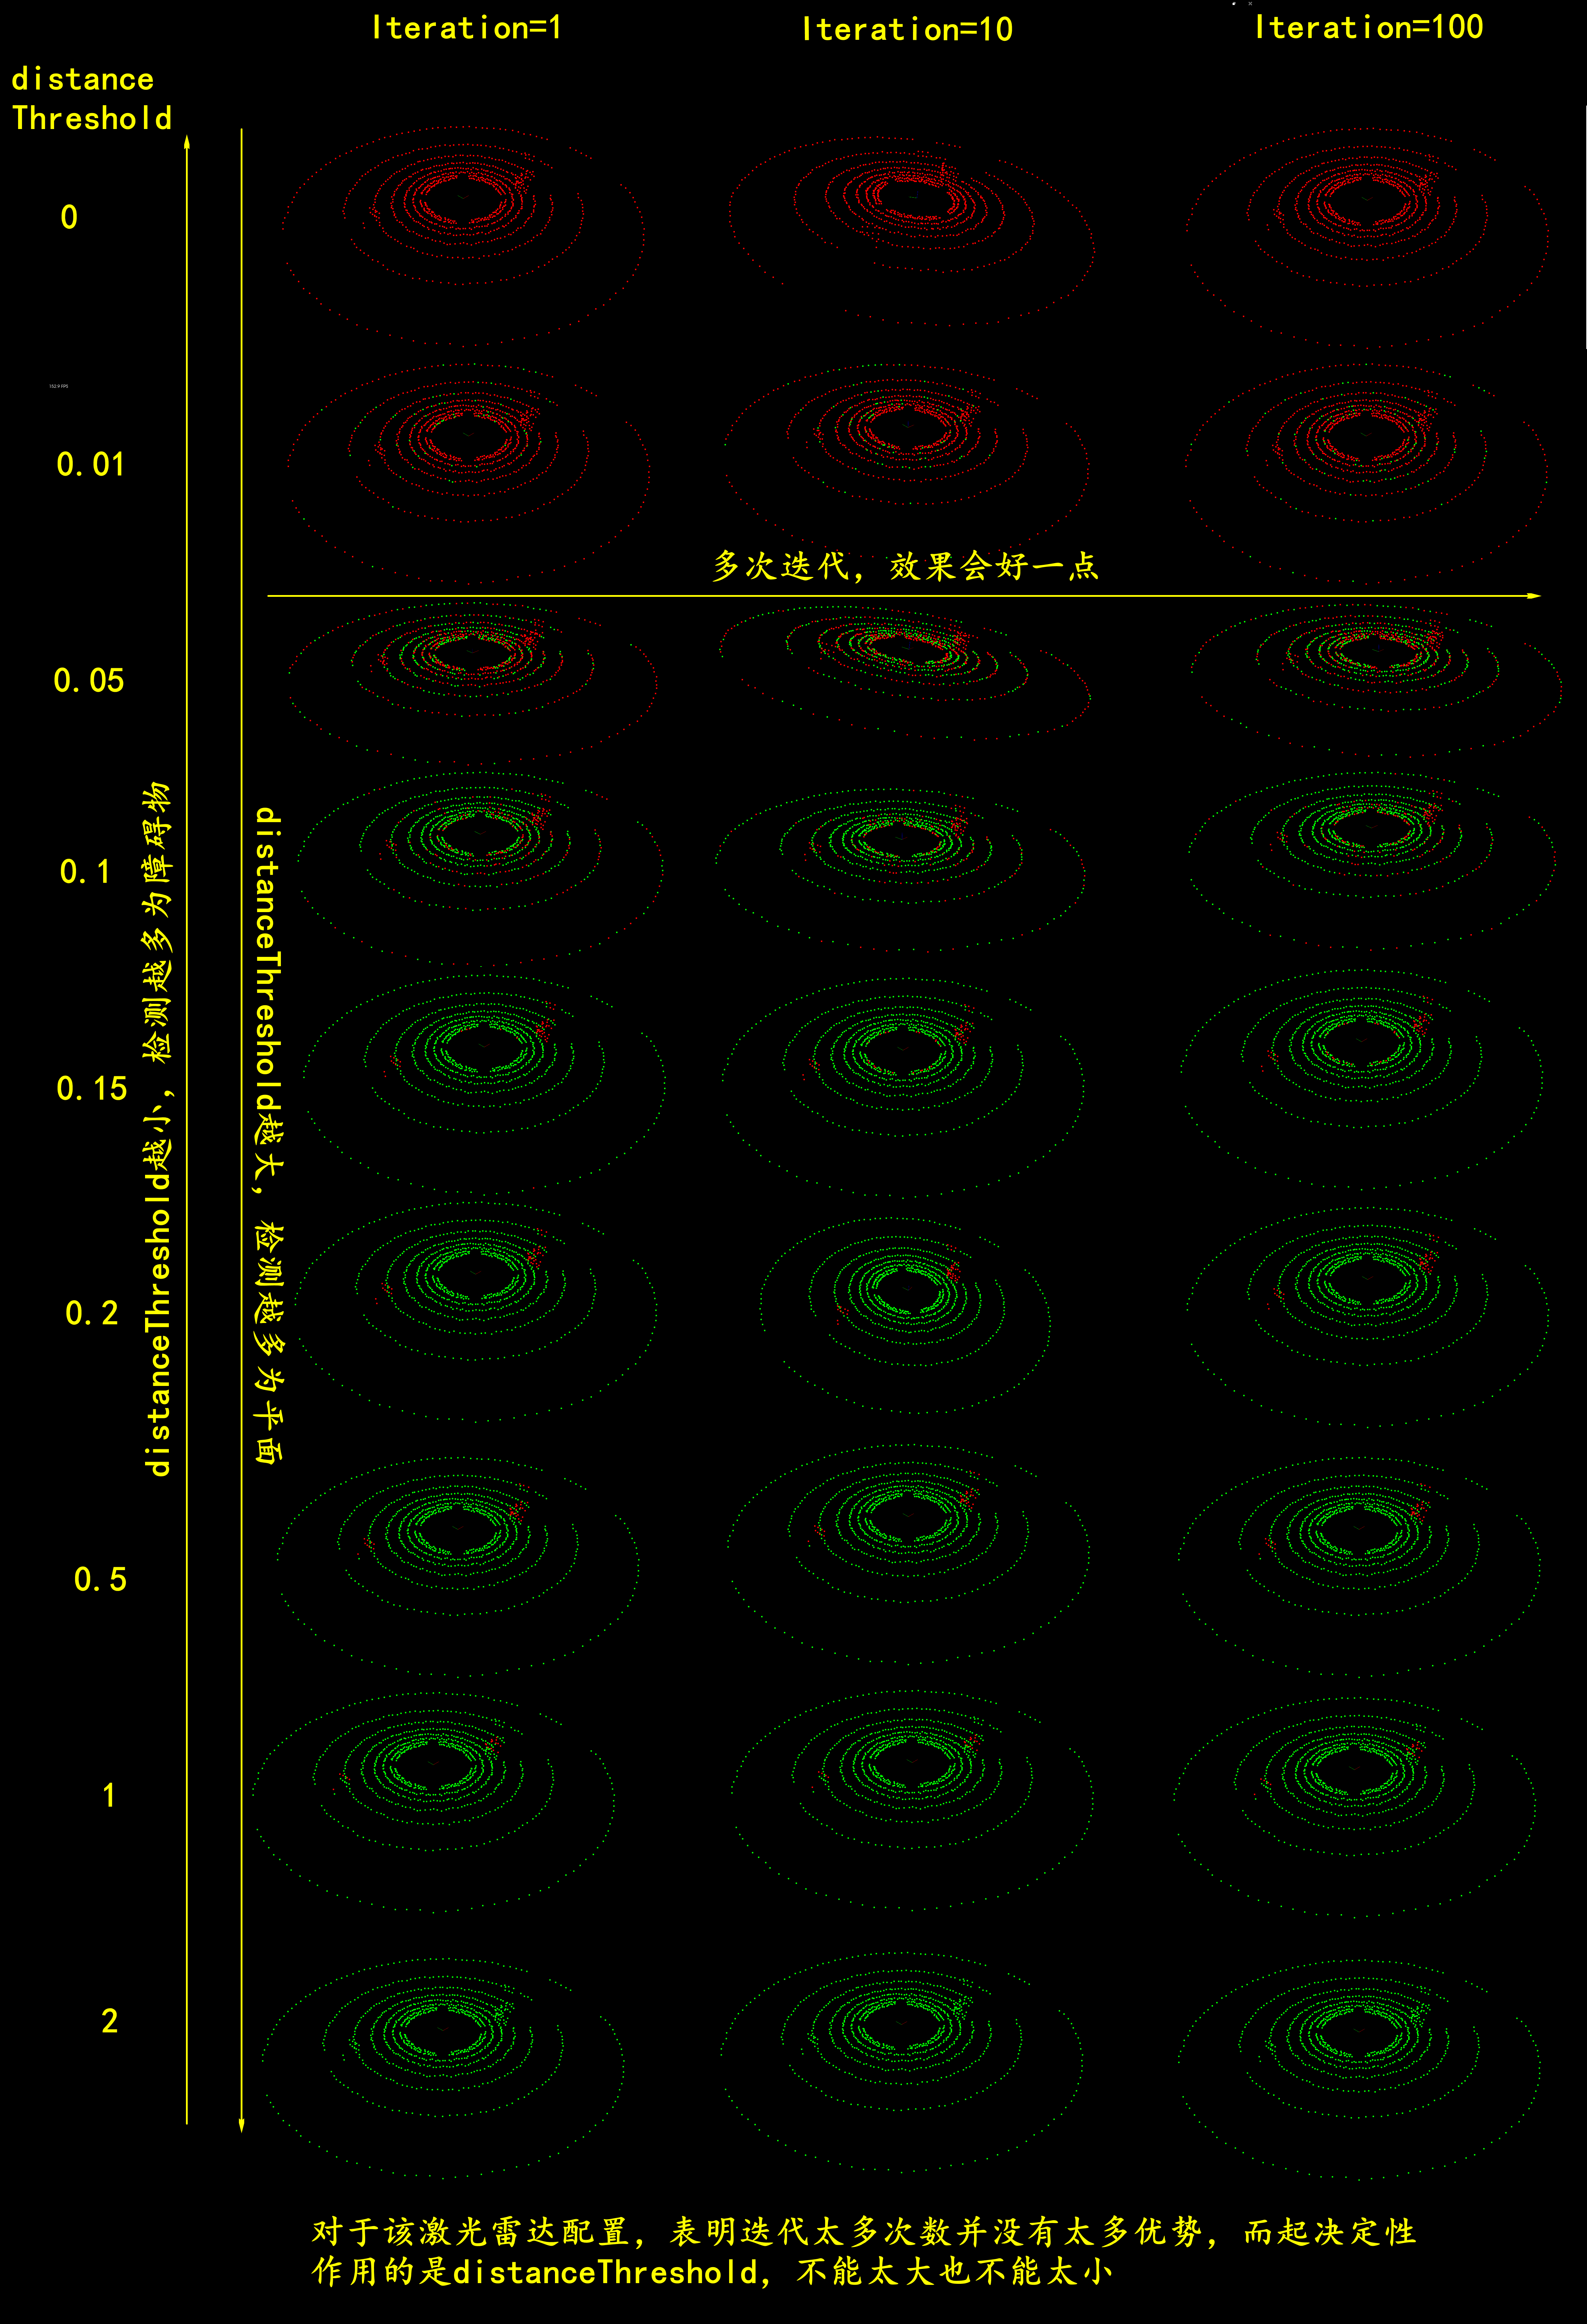 Iteration=1
Iteration=10
Iteration=100
distance
Threshold
0
0.01
多次迭代，效果会好一点
0.05
0.1
0.15
0.2
0.5
1
2
distanceThreshold越小，检测越多为障碍物
distanceThreshold越大，检测越多为平面
对于该激光雷达配置，表明迭代太多次数并没有太多优势，而起决定性
作用的是distanceThreshold，不能太大也不能太小